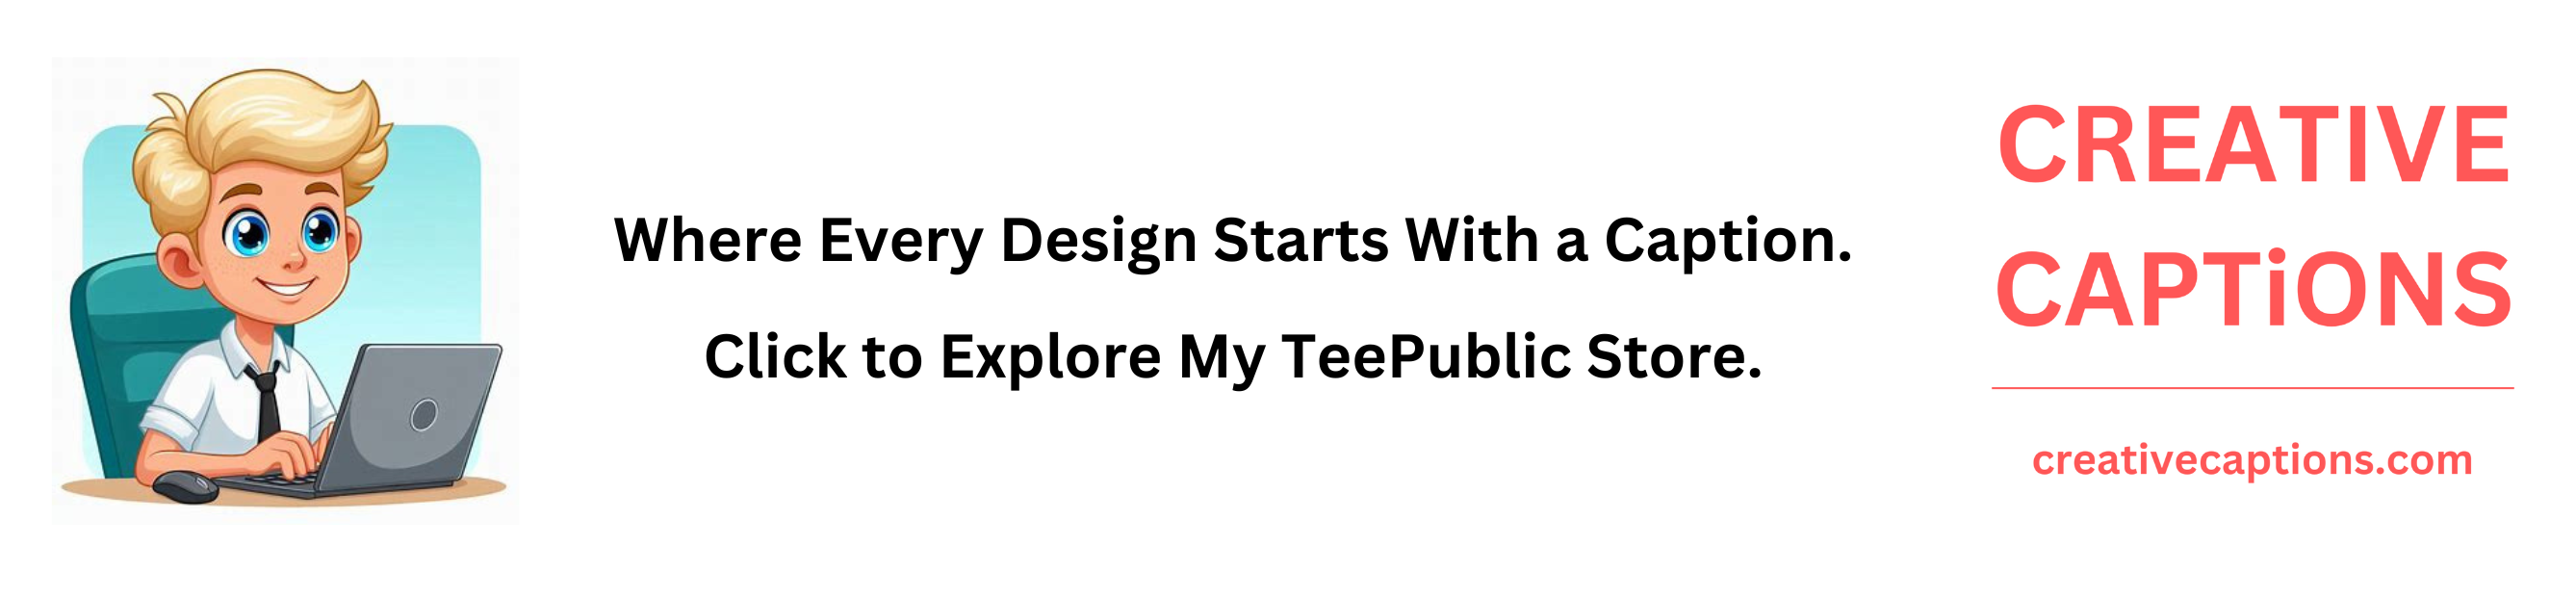 Where Every Design Starts With a Caption.
Click to Explore My TeePublic Store.
CREATIVE
CAPTiONS
creativecaptions.com